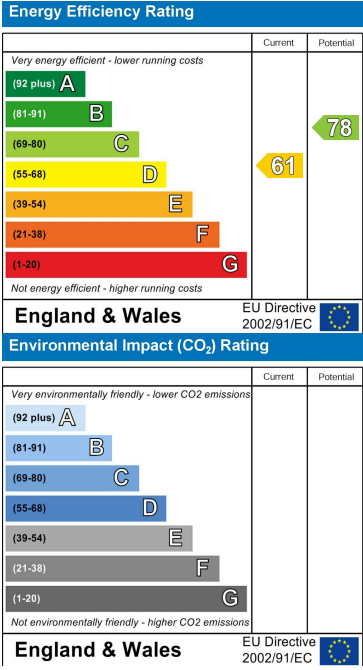 Energy Efficiency Rating
Current Potential
Very energy efficient - lower running costs
(92 plus) A
(81-91) B
(69-80) C
(55-68) D
(39-54) E
(21-38) F
(1-20) G
61
78
Not energy efficient - higher running costs
England & Wales
EU Directive
2002/91/EC
Environmental Impact (CO₂) Rating
Current Potential
Very environmentally friendly - lower CO2 emissions
(92 plus) A
(81-91) B
(69-80) C
(55-68) D
(39-54) E
(21-38) F
(1-20) G
Not environmentally friendly - higher CO2 emissions
England & Wales
EU Directive
2002/91/EC